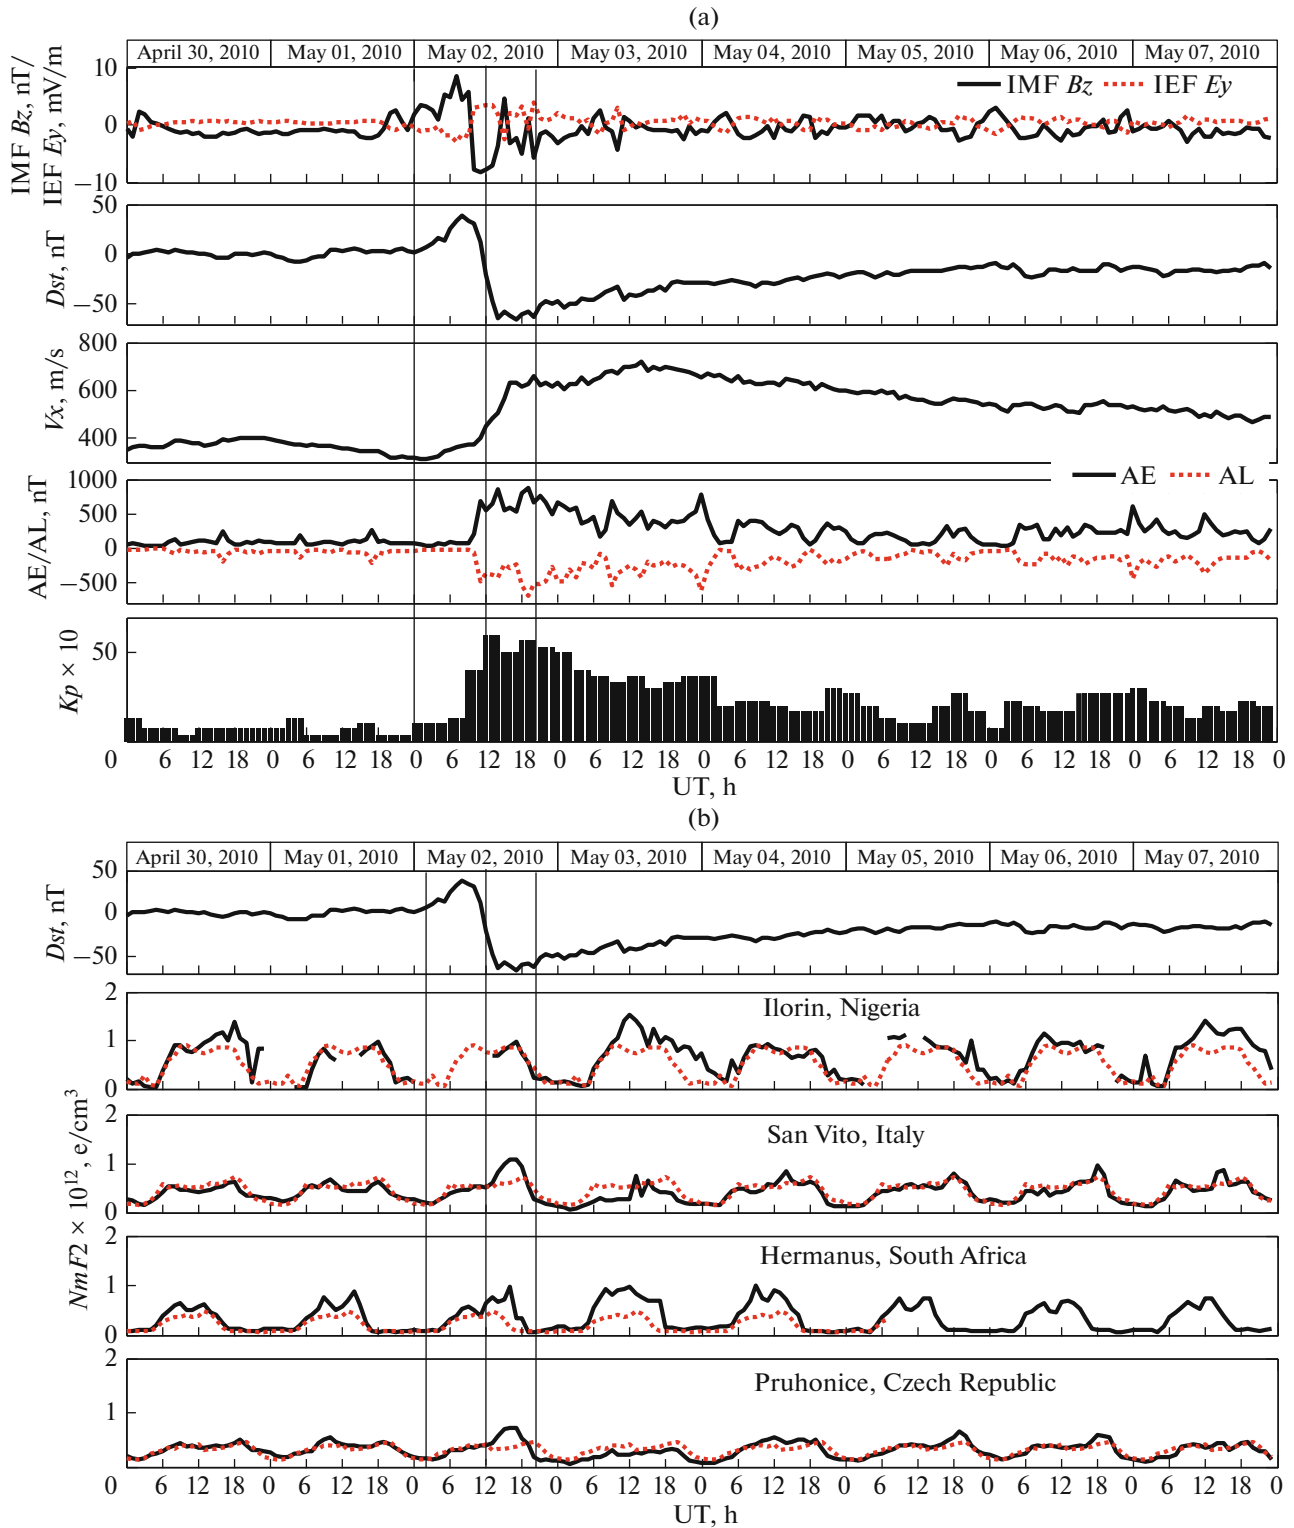 (a)
April 30, 2010 May 01, 2010 May 02, 2010 May 03, 2010 May 04, 2010 May 05, 2010 May 06, 2010 May 07, 2010
IMF Bz, nT/
IEF Ey, mV/m
10
0
−10
IMF Bz IEF Ey
Dst, nT
50
0
−50
Vx, m/s
800
600
400
AE/AL, nT
1000
500
0
−500
AE AL
Kp × 10
50
0 6 12 18 0 6 12 18 0 6 12 18 0 6 12 18 0 6 12 18 0 6 12 18 0 6 12 18 0 6 12 18 0
UT, h
(b)
April 30, 2010 May 01, 2010 May 02, 2010 May 03, 2010 May 04, 2010 May 05, 2010 May 06, 2010 May 07, 2010
Dst, nT
50
0
−50
NmF2 × 10¹², e/cm³
2
1
0
Ilorin, Nigeria
2
1
0
San Vito, Italy
2
1
0
Hermanus, South Africa
2
1
Pruhonice, Czech Republic
0 6 12 18 0 6 12 18 0 6 12 18 0 6 12 18 0 6 12 18 0 6 12 18 0 6 12 18 0 6 12 18 0
UT, h